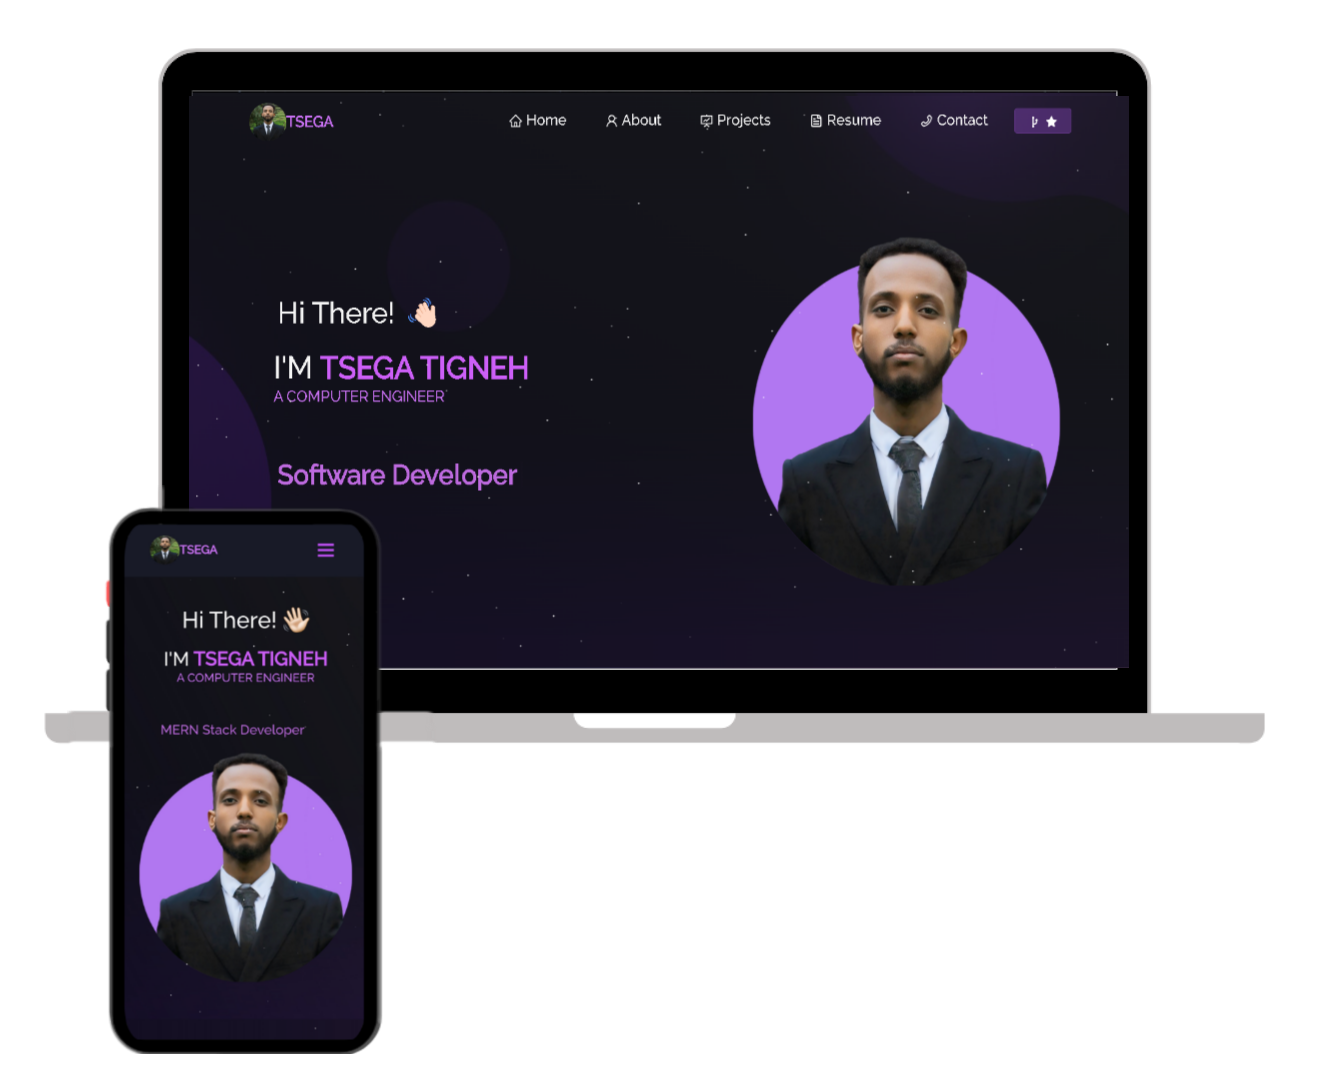 TSEGA
Home About Projects Resume Contact
Hi There!
I'M TSEGA TIGNEH
A COMPUTER ENGINEER
Software Developer
TSEGA
Hi There!
I'M TSEGA TIGNEH
A COMPUTER ENGINEER
MERN Stack Developer